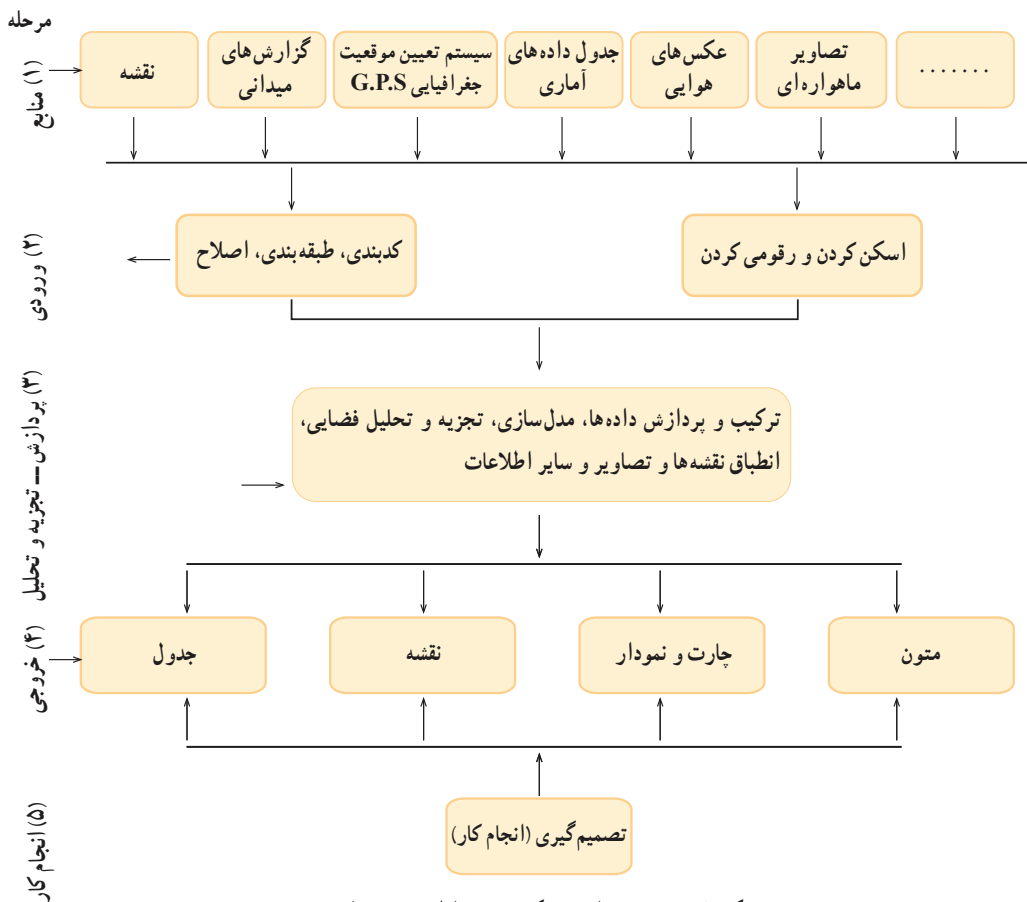 مرحله
(۱) منابع
نقشه
گزارش‌های
میدانی
سیستم تعیین موقعیت
جغرافیایی G.P.S
جدول داده‌های
آماری
عکس‌های
هوایی
تصاویر
ماهواره‌ای
.......
(۲) ورودی
کدبندی، طبقه‌بندی، اصلاح
اسکن کردن و رقومی کردن
(۳) پردازش – تجزیه و تحلیل
ترکیب و پردازش داده‌ها، مدل‌سازی، تجزیه و تحلیل فضایی،
انطباق نقشه‌ها و تصاویر و سایر اطلاعات
(۴) خروجی
جدول
نقشه
چارت و نمودار
متون
(۵) انجام کار
تصمیم‌گیری (انجام کار)